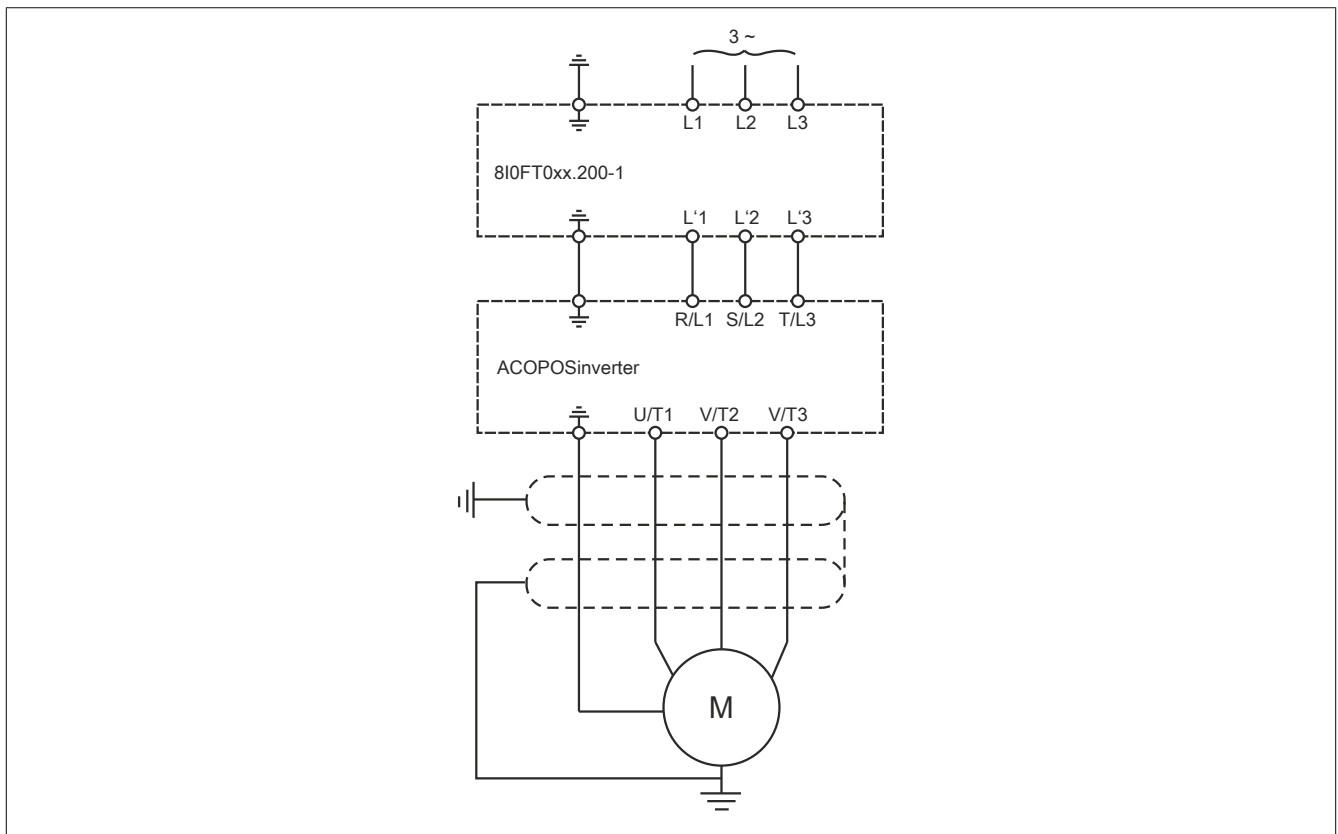 3 ~
L1 L2 L3
8I0FT0xx.200-1
L‘1 L‘2 L‘3
R/L1 S/L2 T/L3
ACOPOSinverter
U/T1 V/T2 V/T3
M